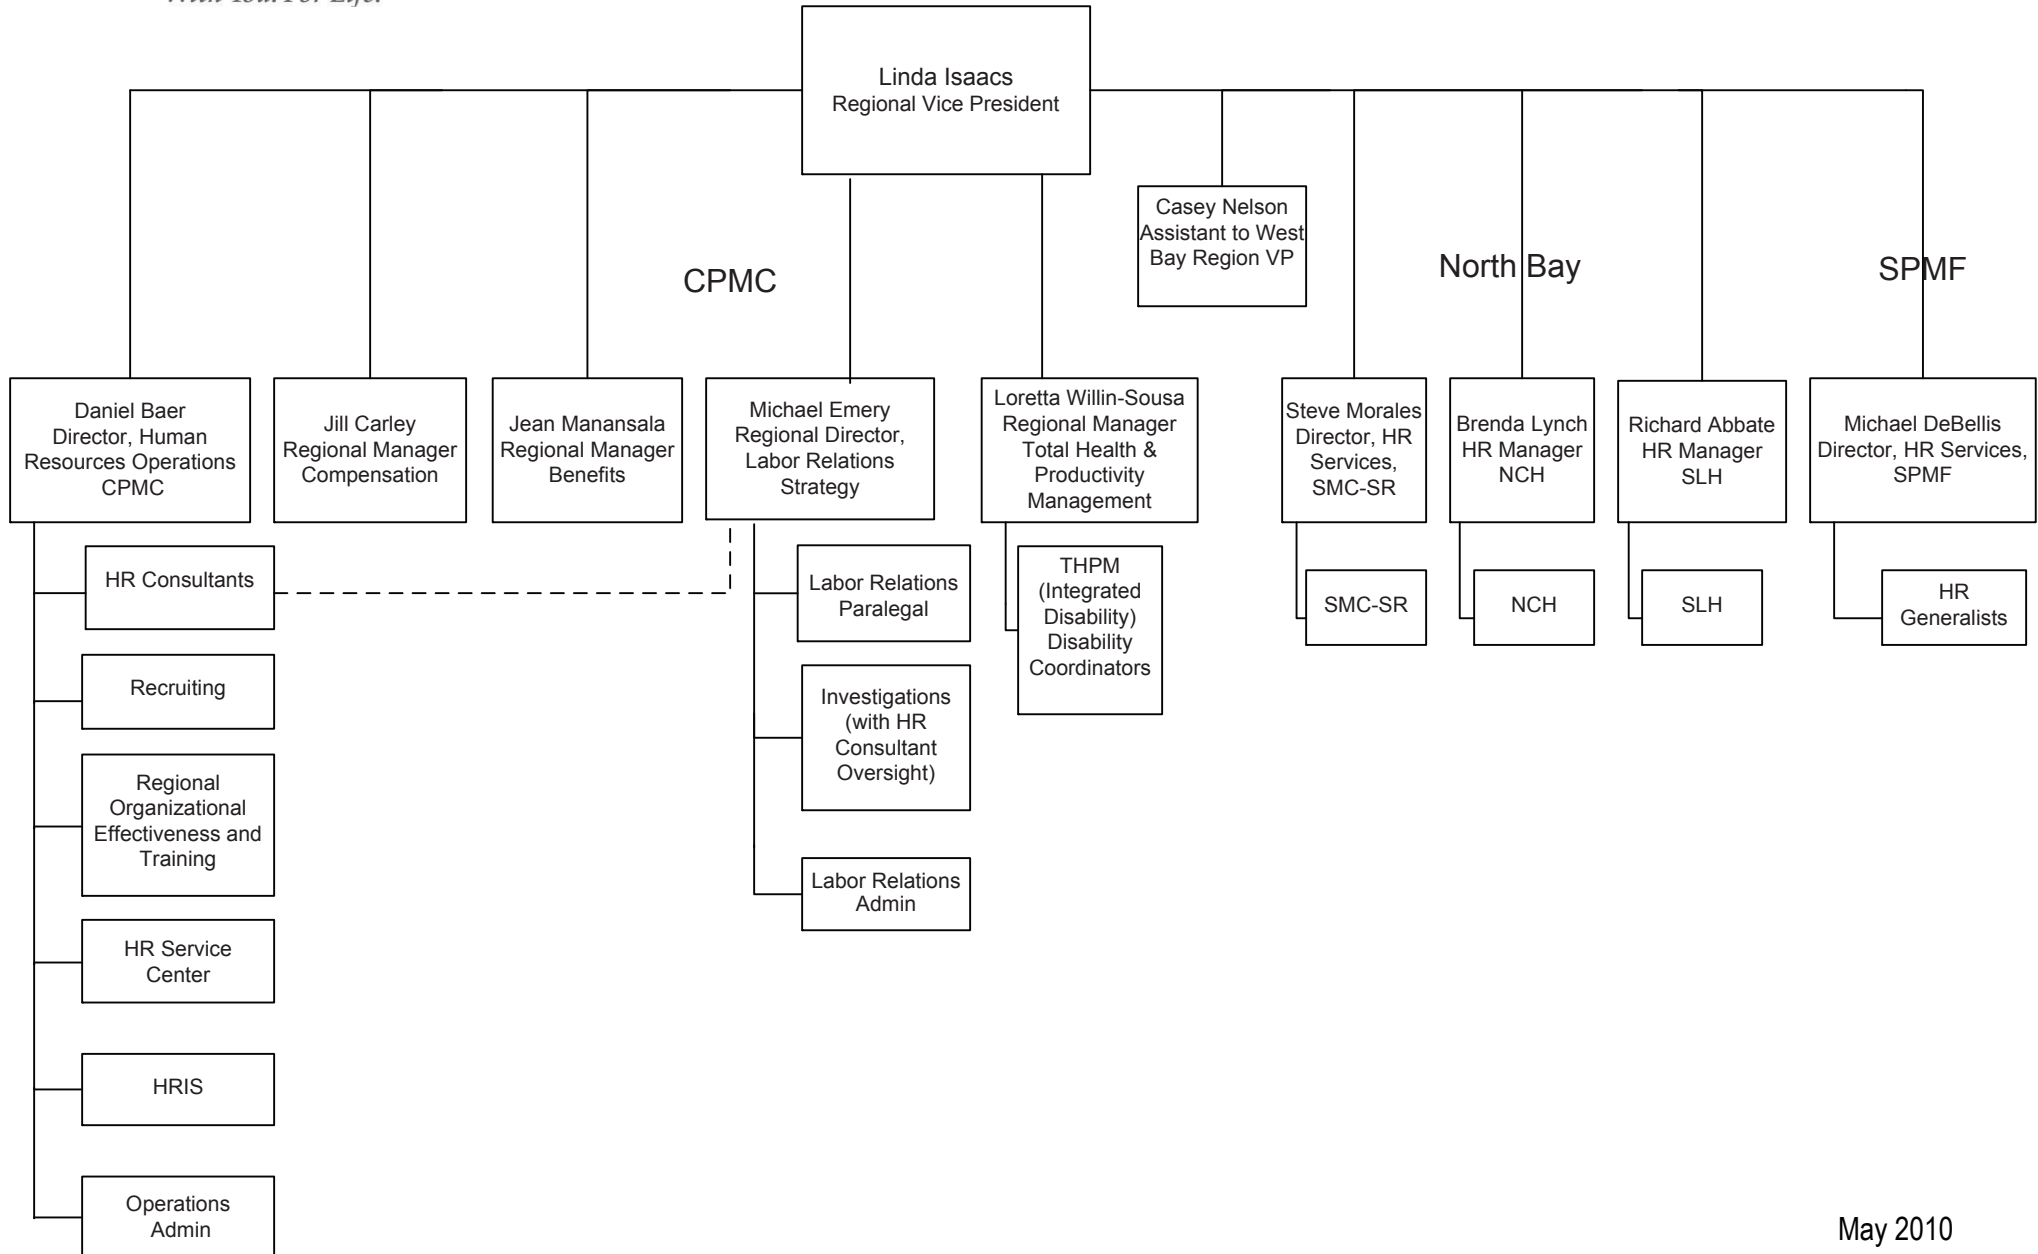 With You. For Life.
Linda Isaacs
Regional Vice President
Casey Nelson
Assistant to West
Bay Region VP
CPMC
North Bay
SPMF
Daniel Baer
Director, Human
Resources Operations
CPMC
Jill Carley
Regional Manager
Compensation
Jean Manansala
Regional Manager
Benefits
Michael Emery
Regional Director,
Labor Relations
Strategy
Loretta Willin-Sousa
Regional Manager
Total Health &
Productivity
Management
Steve Morales
Director, HR
Services,
SMC-SR
Brenda Lynch
HR Manager
NCH
Richard Abbate
HR Manager
SLH
Michael DeBellis
Director, HR Services,
SPMF
HR Consultants
Recruiting
Regional
Organizational
Effectiveness and
Training
HR Service
Center
HRIS
Operations
Admin
Labor Relations
Paralegal
Investigations
(with HR
Consultant
Oversight)
Labor Relations
Admin
THPM
(Integrated
Disability)
Disability
Coordinators
SMC-SR
NCH
SLH
HR
Generalists
May 2010